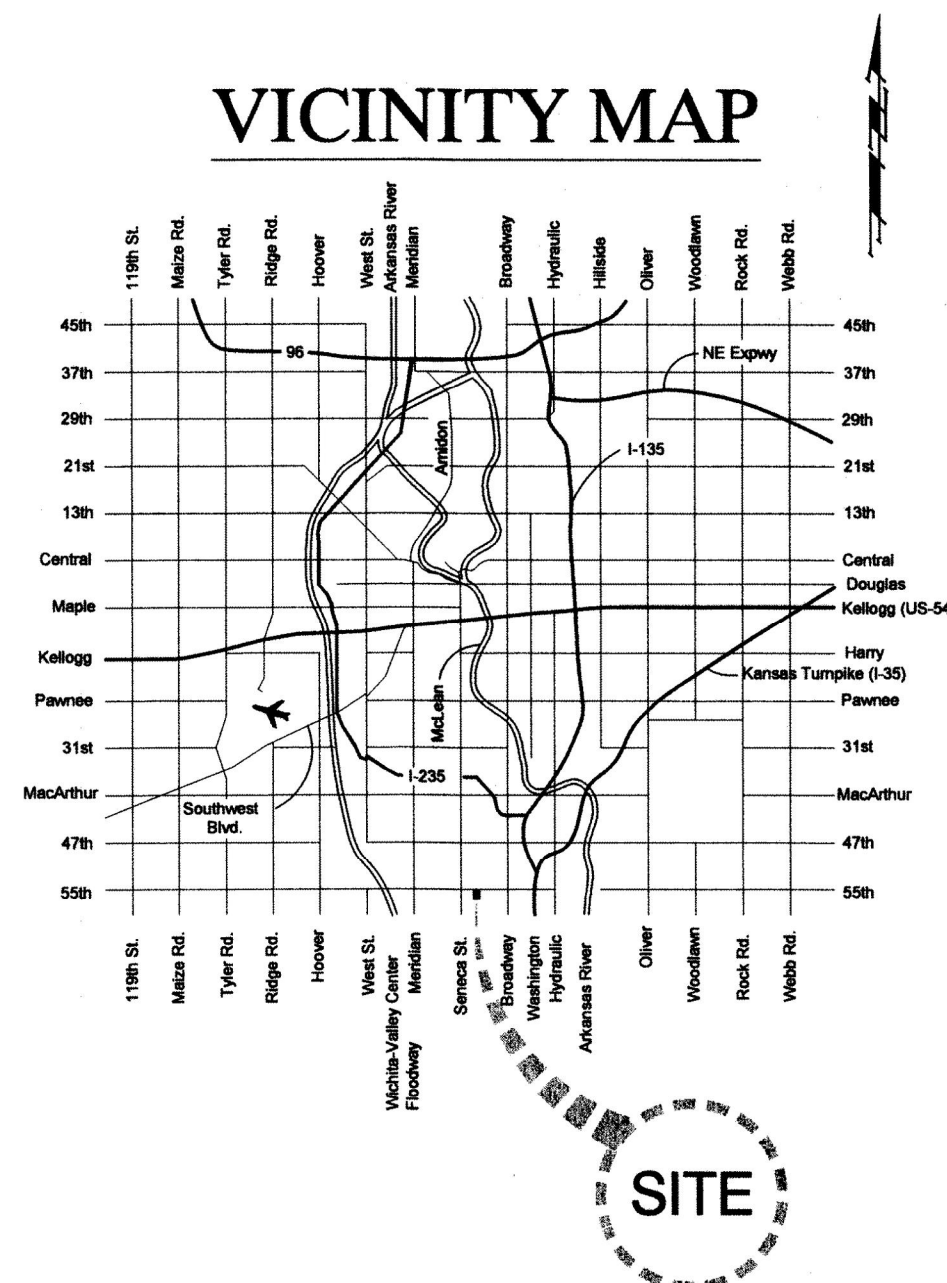 VICINITY MAP
119th St.
Maize Rd.
Tyler Rd.
Ridge Rd.
Hoover
West St.
Arkansas River
Meridian
Broadway
Hydraulic
Hillside
Oliver
Woodlawn
Rock Rd.
Webb Rd.
45th
45th
96
NE Expwy
37th
37th
29th
29th
Amidon
I-135
21st
21st
13th
13th
Central
Central
Douglas
Maple
Kellogg (US-54
Kellogg
Harry
Kansas Turnpike (I-35)
Pawnee
Pawnee
McLean
31st
31st
I-235
MacArthur
MacArthur
Southwest
Blvd.
47th
47th
55th
55th
119th St.
Maize Rd.
Tyler Rd.
Ridge Rd.
Hoover
West St.
Wichita-Valley Center
Floodway
Meridian
Seneca St.
Broadway
Washington
Hydraulic
Arkansas River
Oliver
Woodlawn
Rock Rd.
Webb Rd.
SITE